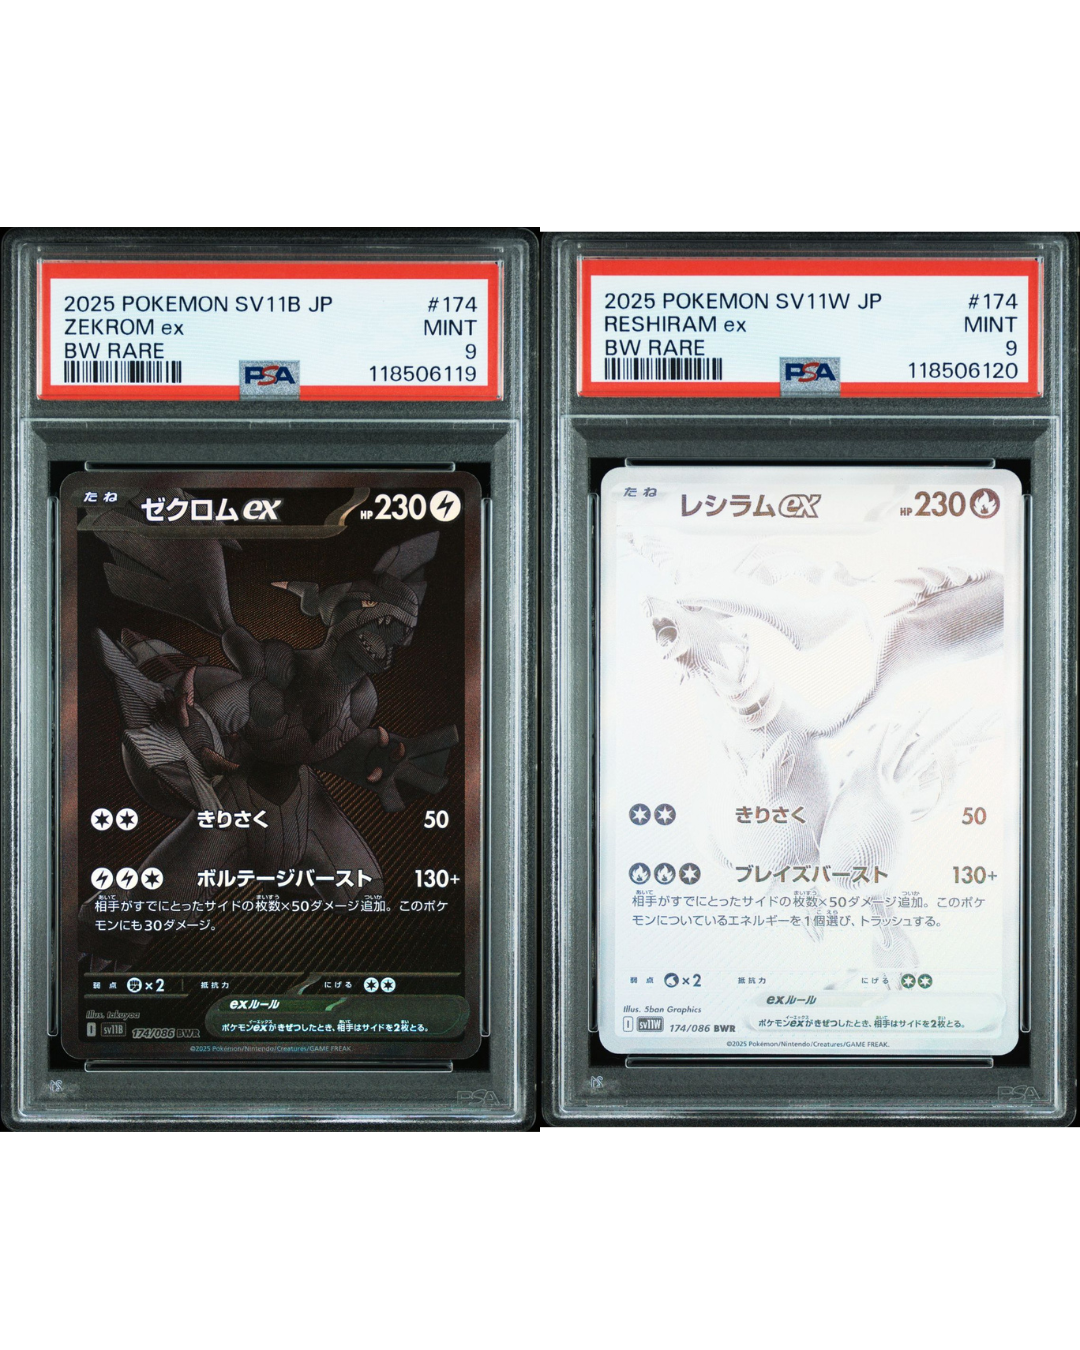 2025 POKEMON SV11B JP #174
ZEKROM ex MINT
BW RARE 9
PSA 118506119
たね ゼクロムex HP230
きりさく 50
ボルテージバースト 130+
相手がすでにとったサイドの枚数×50ダメージ追加。このポケ
モンにも30ダメージ。
弱点 ×2 抵抗力 にげる
exルール
ポケモンexがきぜつしたとき、相手はサイドを2枚とる。
Illus. takuyoa
I sv11B 174/086 BWR
©2025 Pokémon/Nintendo/Creatures/GAME FREAK.
PSA
2025 POKEMON SV11W JP #174
RESHIRAM ex MINT
BW RARE 9
PSA 118506120
たね レシラムex HP230
きりさく 50
ブレイズバースト 130+
相手がすでにとったサイドの枚数×50ダメージ追加。このポケ
モンについているエネルギーを1個選び、トラッシュする。
弱点 ×2 抵抗力 にげる
exルール
ポケモンexがきぜつしたとき、相手はサイドを2枚とる。
Illus. 5ban Graphics
I sv11W 174/086 BWR
©2025 Pokémon/Nintendo/Creatures/GAME FREAK.
PSA